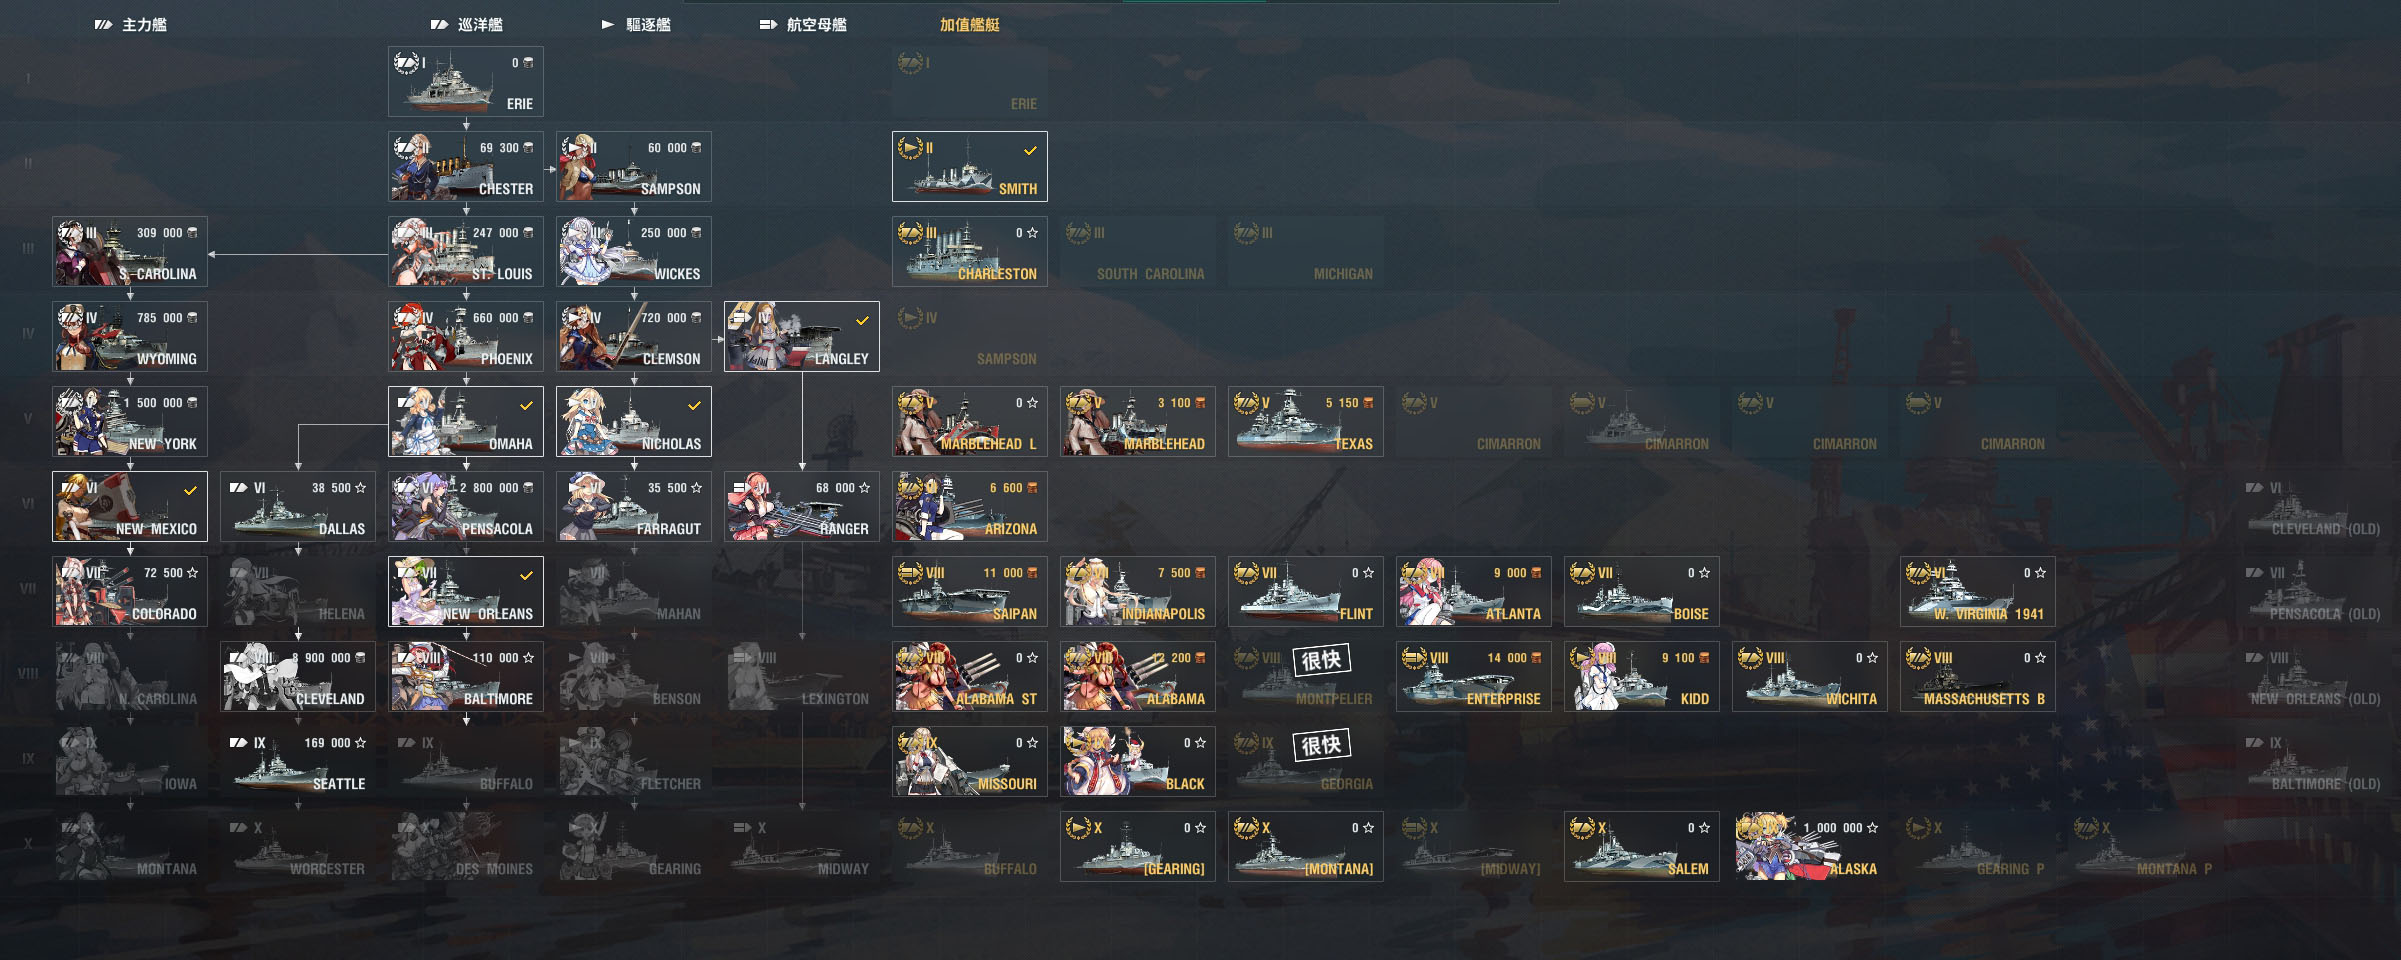 主力艦 巡洋艦 驅逐艦 航空母艦 加值艦艇
I I 0 ERIE I ERIE
II II 69 300 CHESTER II 60 000 SAMPSON II SMITH
III III 309 000 S. CAROLINA III 247 000 ST. LOUIS III 250 000 WICKES III 0 CHARLESTON III SOUTH CAROLINA III MICHIGAN
IV IV 785 000 WYOMING IV 660 000 PHOENIX IV 720 000 CLEMSON IV LANGLEY IV SAMPSON
V V 1 500 000 NEW YORK OMAHA NICHOLAS V 0 MARBLEHEAD L V 3 100 MARBLEHEAD V 5 150 TEXAS V CIMARRON V CIMARRON V CIMARRON V CIMARRON
VI VI NEW MEXICO VI 38 500 DALLAS VI 2 800 000 PENSACOLA VI 35 500 FARRAGUT VI 68 000 RANGER 6 600 ARIZONA VI CLEVELAND (OLD)
VII VII 72 500 COLORADO VII HELENA VII NEW ORLEANS VII MAHAN VIII 11 000 SAIPAN VII 7 500 INDIANAPOLIS VII 0 FLINT VII 9 000 ATLANTA VII 0 BOISE VI 0 W. VIRGINIA 1941 VII PENSACOLA (OLD)
VIII VIII N. CAROLINA VIII 8 900 000 CLEVELAND VIII 110 000 BALTIMORE VIII BENSON VIII LEXINGTON VIII 0 ALABAMA ST VIII 13 200 ALABAMA VIII 很快 MONTPELIER VIII 14 000 ENTERPRISE VIII 9 100 KIDD VIII 0 WICHITA VIII 0 MASSACHUSETTS B VIII NEW ORLEANS (OLD)
IX IX IOWA IX 169 000 SEATTLE IX BUFFALO IX FLETCHER IX 0 MISSOURI IX 0 BLACK IX 很快 GEORGIA IX BALTIMORE (OLD)
X X MONTANA X WORCESTER X DES MOINES X GEARING X MIDWAY X BUFFALO X 0 [GEARING] X 0 [MONTANA] X [MIDWAY] X 0 SALEM 1 000 000 ALASKA X GEARING P X MONTANA P